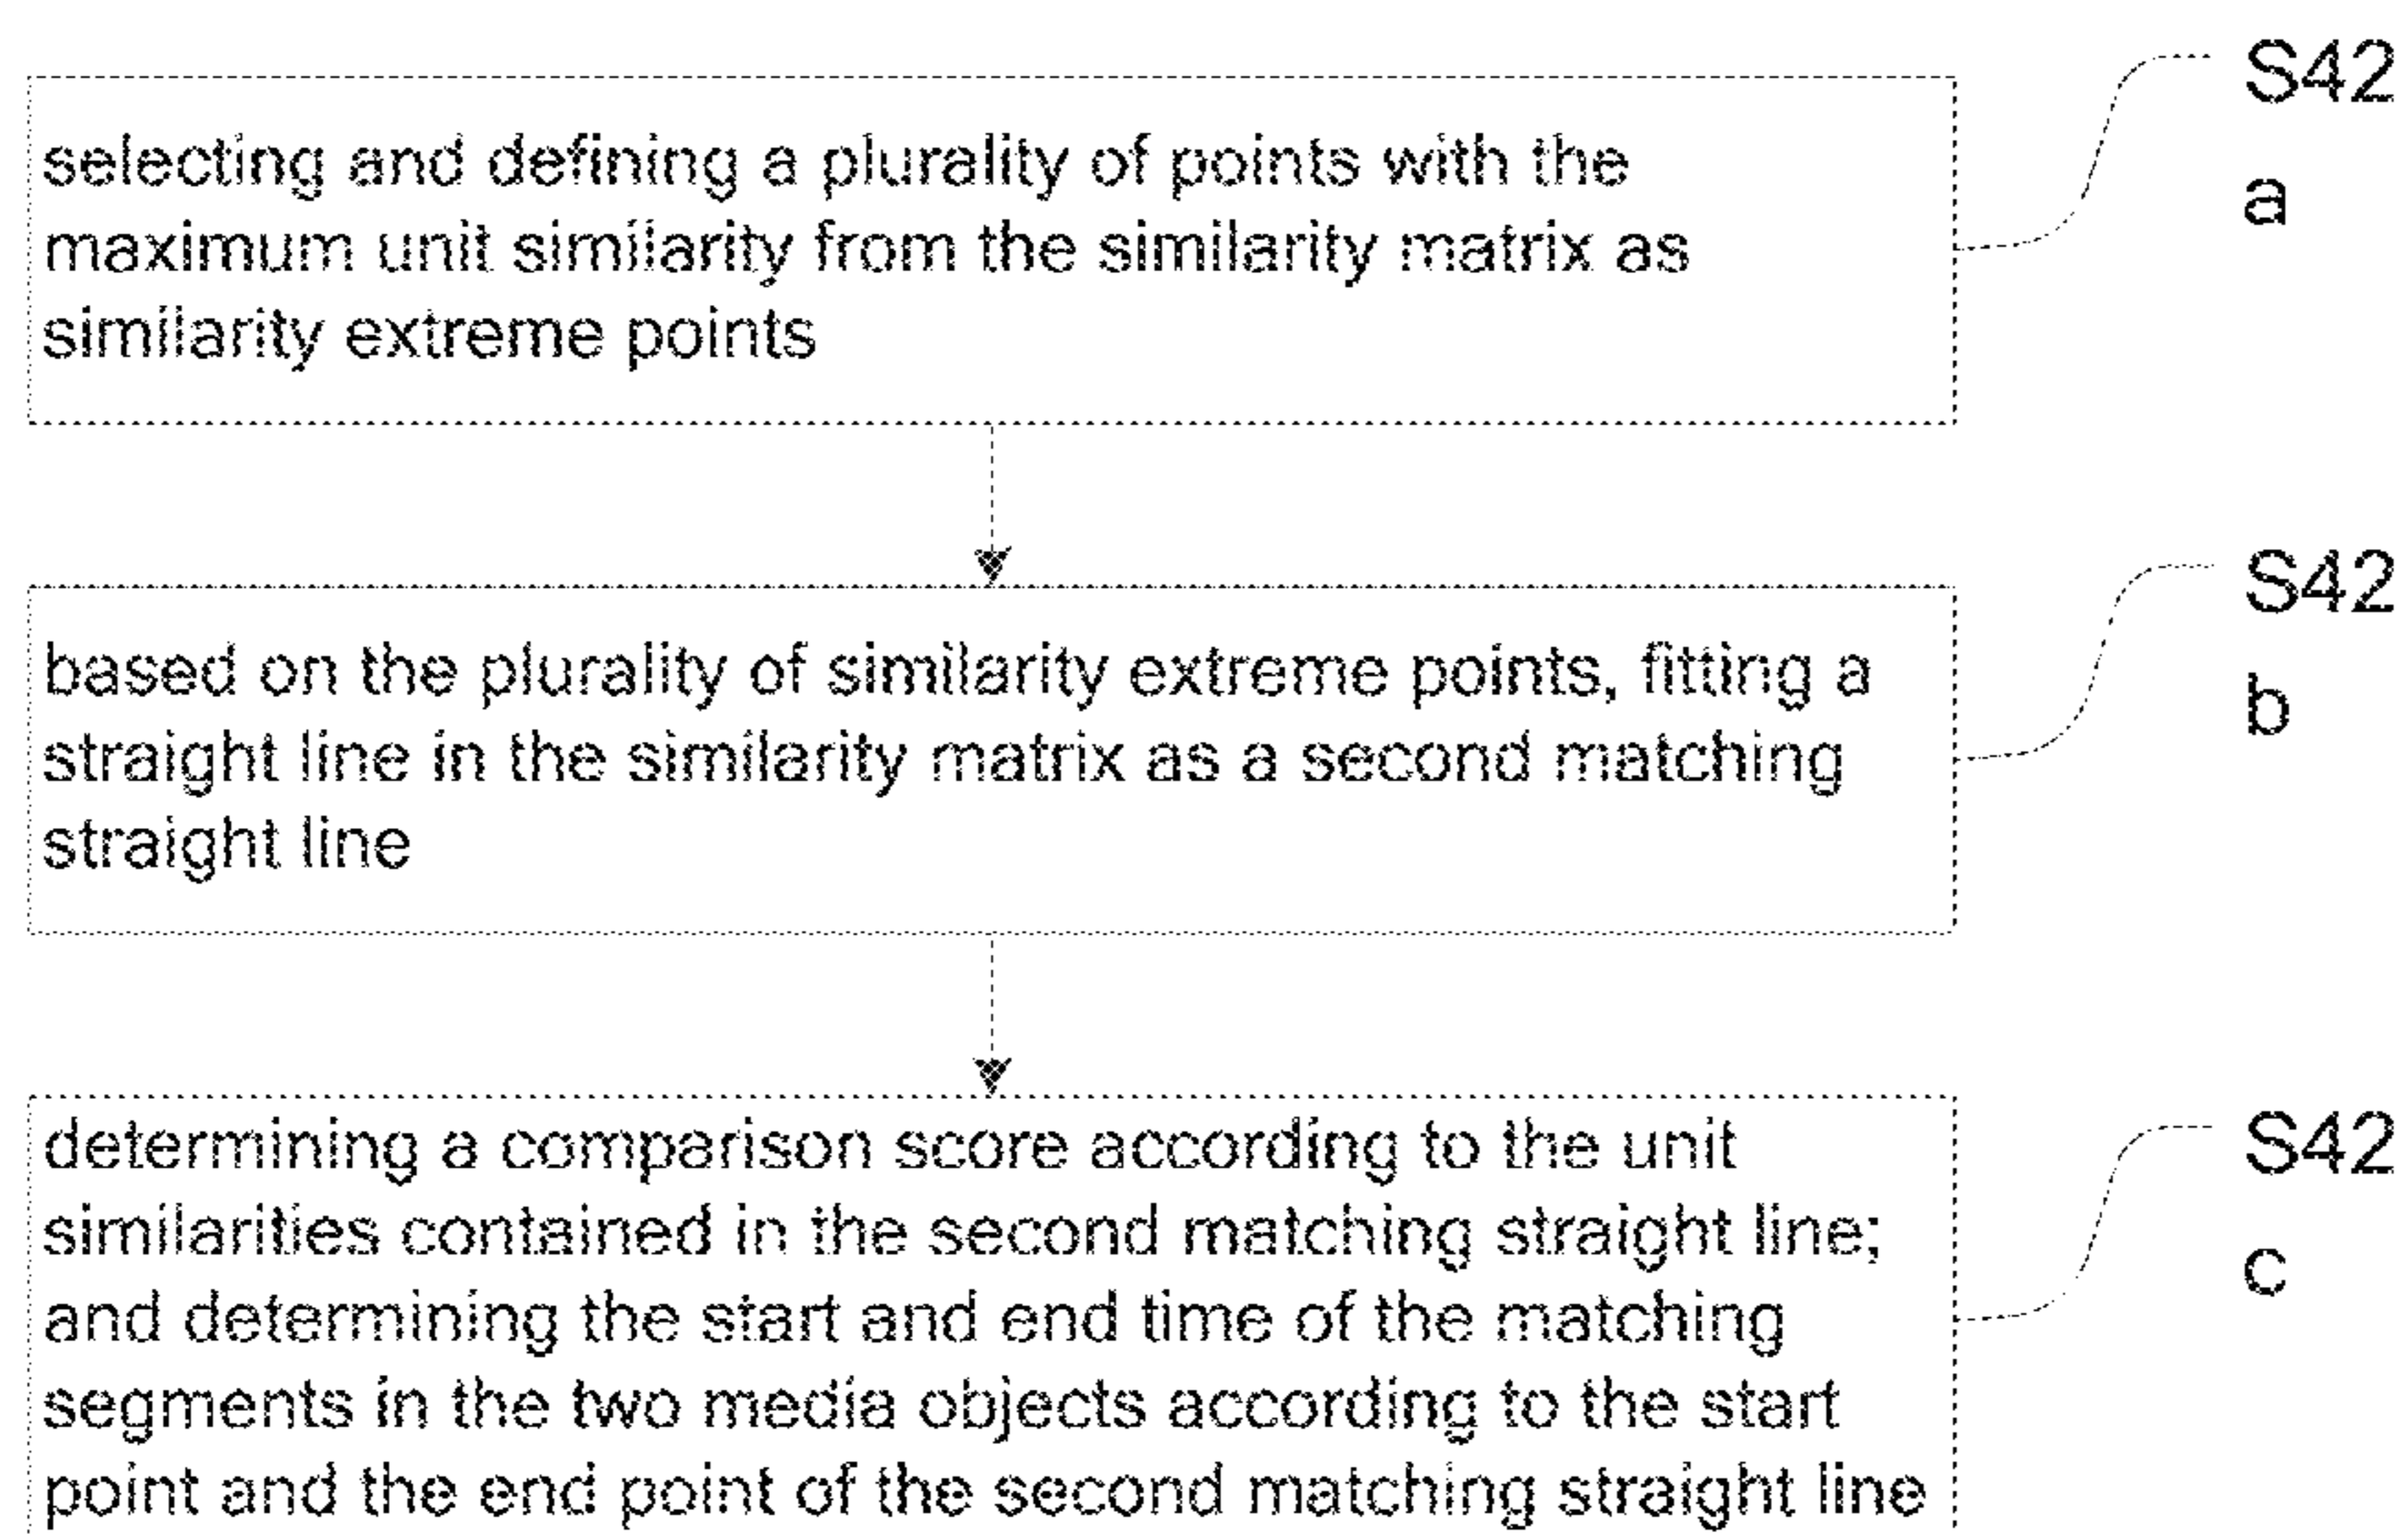 selecting and defining a plurality of points with the
maximum unit similarity from the similarity matrix as
similarity extreme points
S42
a
based on the plurality of similarity extreme points, fitting a
straight line in the similarity matrix as a second matching
straight line
S42
b
determining a comparison score according to the unit
similarities contained in the second matching straight line;
and determining the start and end time of the matching
segments in the two media objects according to the start
point and the end point of the second matching straight line
S42
c